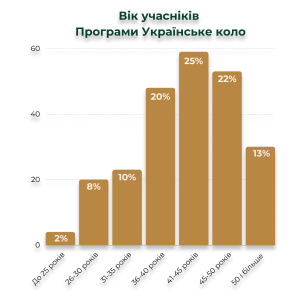 Вік учасніків
Програми Українське коло
60
40
20
0
2%
8%
10%
20%
25%
22%
13%
До 25 років
26-30 років
31-35 років
36-40 років
41-45 років
45-50 років
50 і більше